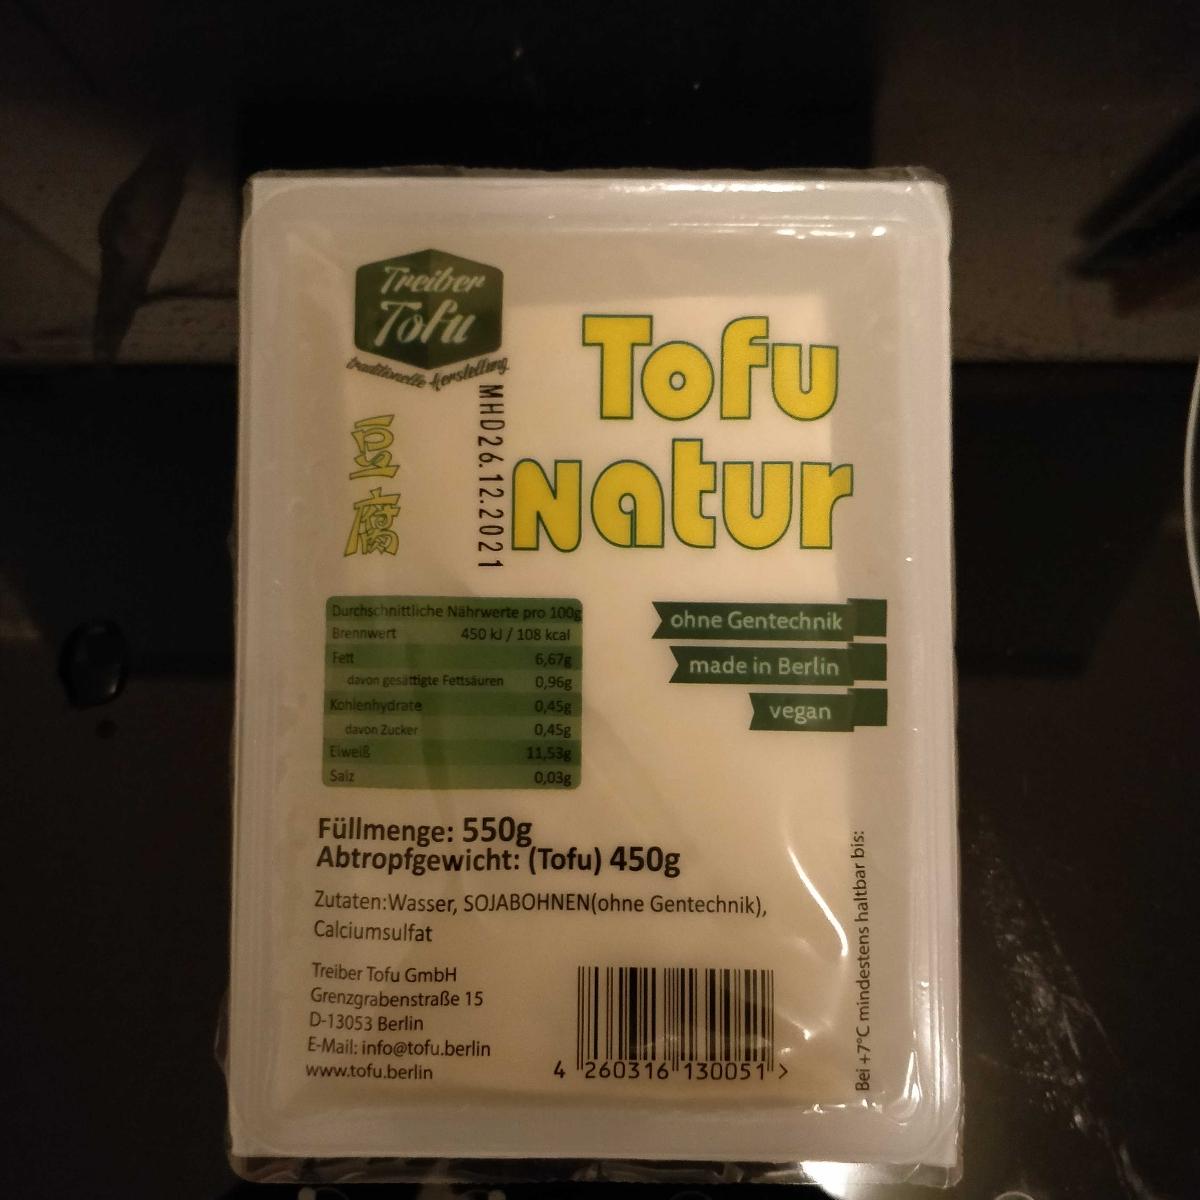 Treiber
Tofu
traditionelle Herstellung
豆腐
MHD26.12.2021
Tofu
Natur
Durchschnittliche Nährwerte pro 100g
Brennwert 450 kJ / 108 kcal
Fett 6,67g
davon gesättigte Fettsäuren 0,96g
Kohlenhydrate 0,45g
davon Zucker 0,45g
Eiweiß 11,53g
Salz 0,03g
ohne Gentechnik
made in Berlin
vegan
Füllmenge: 550g
Abtropfgewicht: (Tofu) 450g
Zutaten:Wasser, SOJABOHNEN(ohne Gentechnik),
Calciumsulfat
Treiber Tofu GmbH
Grenzgrabenstraße 15
D-13053 Berlin
E-Mail: info@tofu.berlin
www.tofu.berlin
4 260316 130051 >
Bei +7°C mindestens haltbar bis: